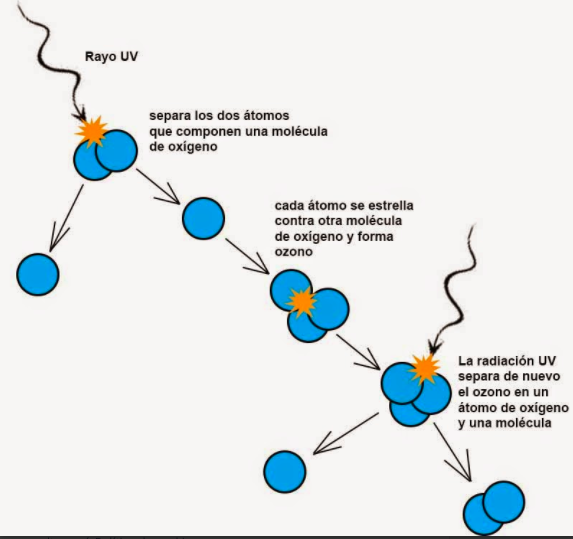 Rayo UV
separa los dos átomos
que componen una molécula
de oxígeno
cada átomo se estrella
contra otra molécula
de oxígeno y forma
ozono
La radiación UV
separa de nuevo
el ozono en un
átomo de oxígeno
y una molécula